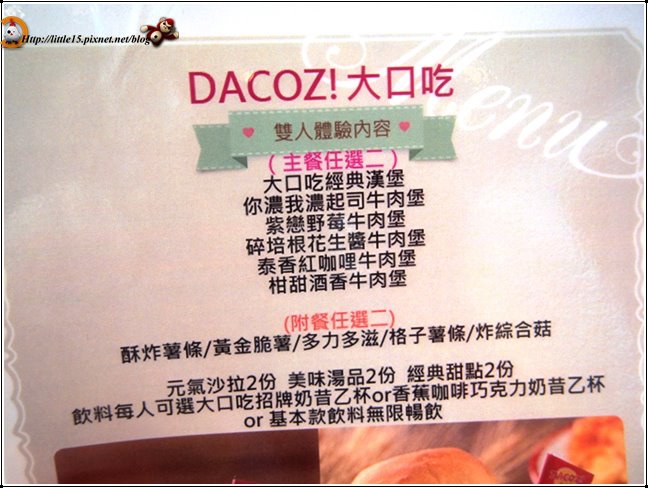 Http://little15.pixnet.net/blog
Menu
DACOZ! 大口吃
雙人體驗內容
(主餐任選二)
大口吃經典漢堡
你濃我濃起司牛肉堡
紫戀野莓牛肉堡
碎培根花生醬牛肉堡
泰香紅咖哩牛肉堡
柑甜酒香牛肉堡
(附餐任選二)
酥炸薯條/黃金脆薯/多力多滋/格子薯條/炸綜合菇
元氣沙拉2份 美味湯品2份 經典甜點2份
飲料每人可選大口吃招牌奶昔乙杯or香蕉咖啡巧克力奶昔乙杯
or 基本款飲料無限暢飲
DACOZ!